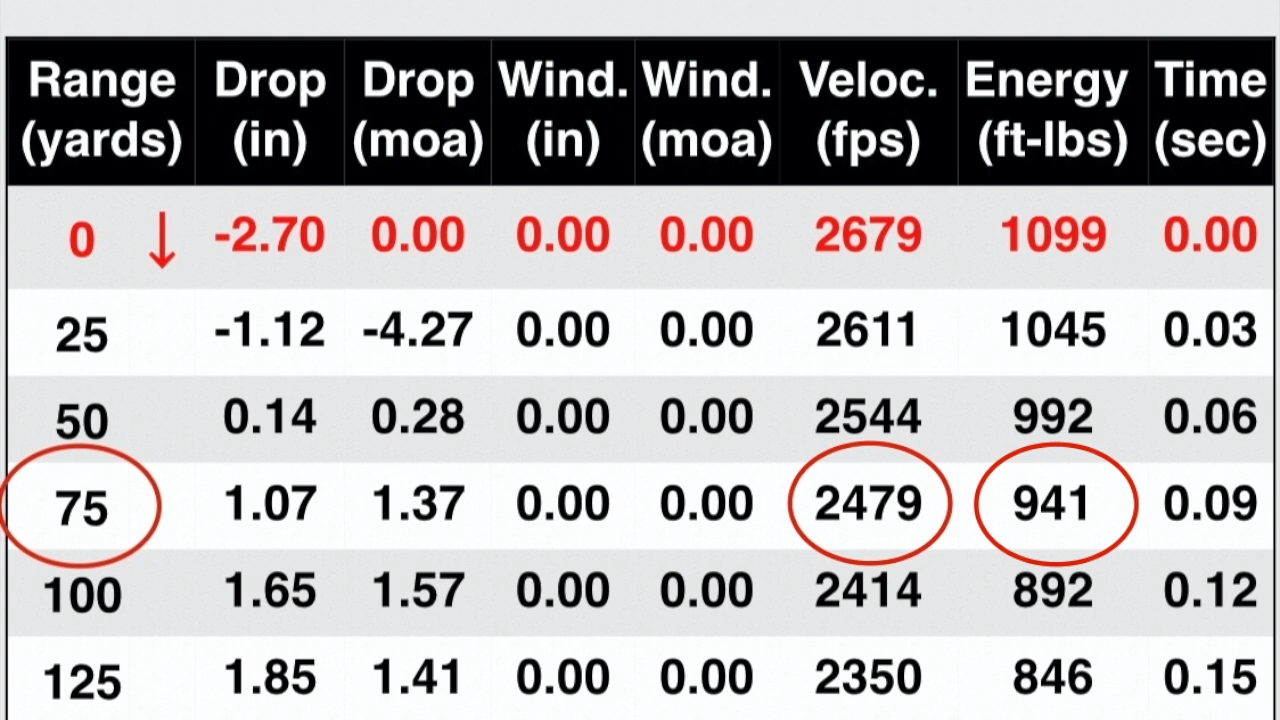 Range Drop Drop Wind. Wind. Veloc. Energy Time
(yards) (in) (moa) (in) (moa) (fps) (ft-lbs) (sec)
0 ↓ -2.70 0.00 0.00 0.00 2679 1099 0.00
25 -1.12 -4.27 0.00 0.00 2611 1045 0.03
50 0.14 0.28 0.00 0.00 2544 992 0.06
75 1.07 1.37 0.00 0.00 2479 941 0.09
100 1.65 1.57 0.00 0.00 2414 892 0.12
125 1.85 1.41 0.00 0.00 2350 846 0.15